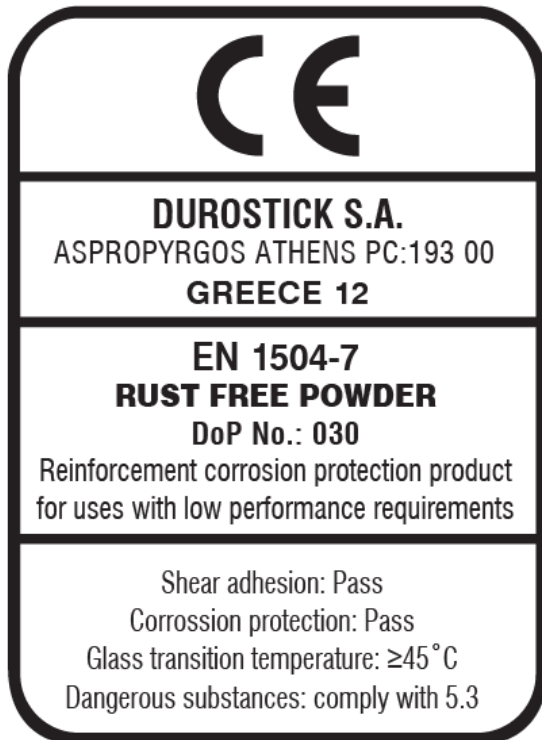 CE
DUROSTICK S.A.
ASPROPYRGOS ATHENS PC:193 00
GREECE 12
EN 1504-7
RUST FREE POWDER
DoP No.: 030
Reinforcement corrosion protection product
for uses with low performance requirements
Shear adhesion: Pass
Corrossion protection: Pass
Glass transition temperature: ≥45˚C
Dangerous substances: comply with 5.3